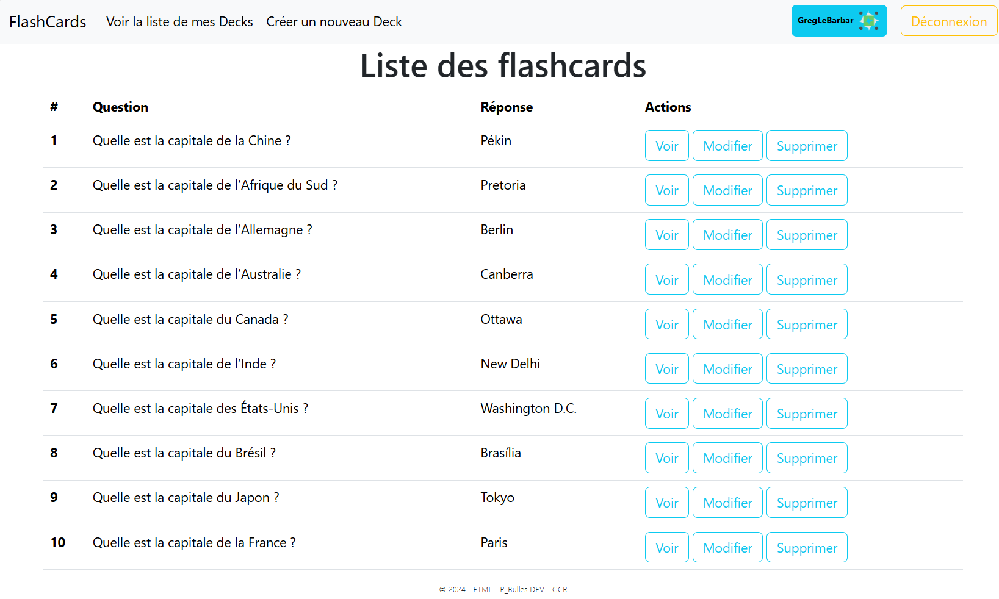 FlashCards Voir la liste de mes Decks Créer un nouveau Deck GregLeBarbar Déconnexion
Liste des flashcards
# Question Réponse Actions
1 Quelle est la capitale de la Chine ? Pékin Voir Modifier Supprimer
2 Quelle est la capitale de l’Afrique du Sud ? Pretoria Voir Modifier Supprimer
3 Quelle est la capitale de l’Allemagne ? Berlin Voir Modifier Supprimer
4 Quelle est la capitale de l’Australie ? Canberra Voir Modifier Supprimer
5 Quelle est la capitale du Canada ? Ottawa Voir Modifier Supprimer
6 Quelle est la capitale de l’Inde ? New Delhi Voir Modifier Supprimer
7 Quelle est la capitale des États-Unis ? Washington D.C. Voir Modifier Supprimer
8 Quelle est la capitale du Brésil ? Brasília Voir Modifier Supprimer
9 Quelle est la capitale du Japon ? Tokyo Voir Modifier Supprimer
10 Quelle est la capitale de la France ? Paris Voir Modifier Supprimer
© 2024 - ETML - P_Bulles DEV - GCR